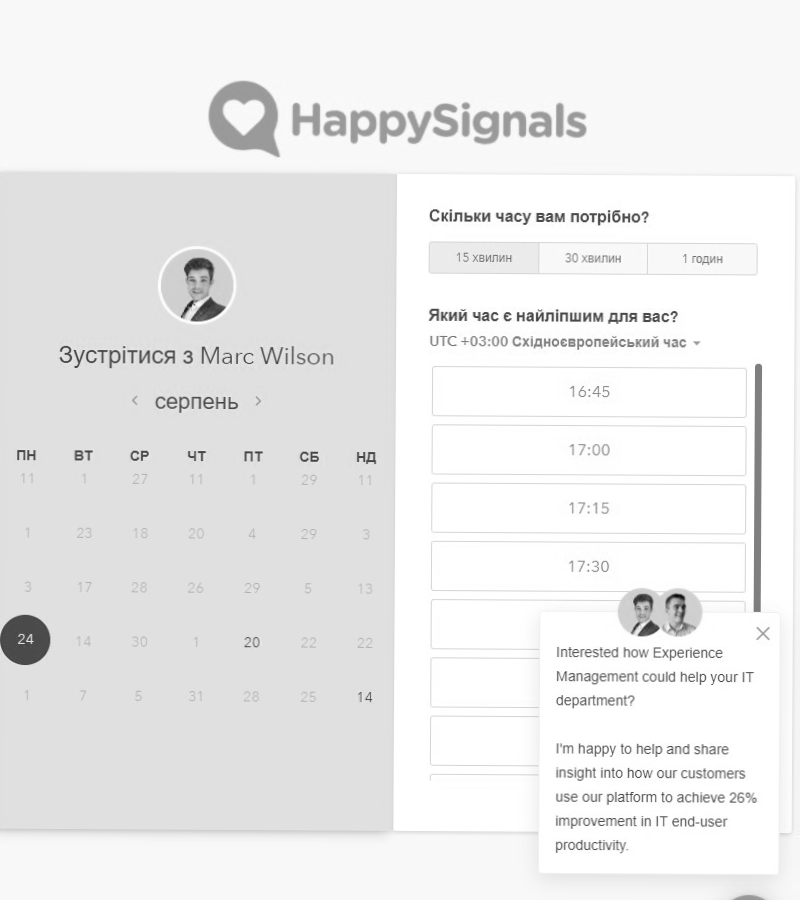 HappySignals
Зустрітися з Marc Wilson
серпень
ПН ВТ СР ЧТ ПТ СБ НД
11 1 27 11 1 29 11
1 23 18 20 4 29 3
3 17 28 26 29 5 13
24 14 30 1 20 22 22
1 7 5 31 28 25 14
Скільки часу вам потрібно?
15 хвилин 30 хвилин 1 годин
Який час є найліпшим для вас?
UTC +03:00 Східноєвропейський час
16:45
17:00
17:15
17:30
Interested how Experience
Management could help your IT
department?
I'm happy to help and share
insight into how our customers
use our platform to achieve 26%
improvement in IT end-user
productivity.